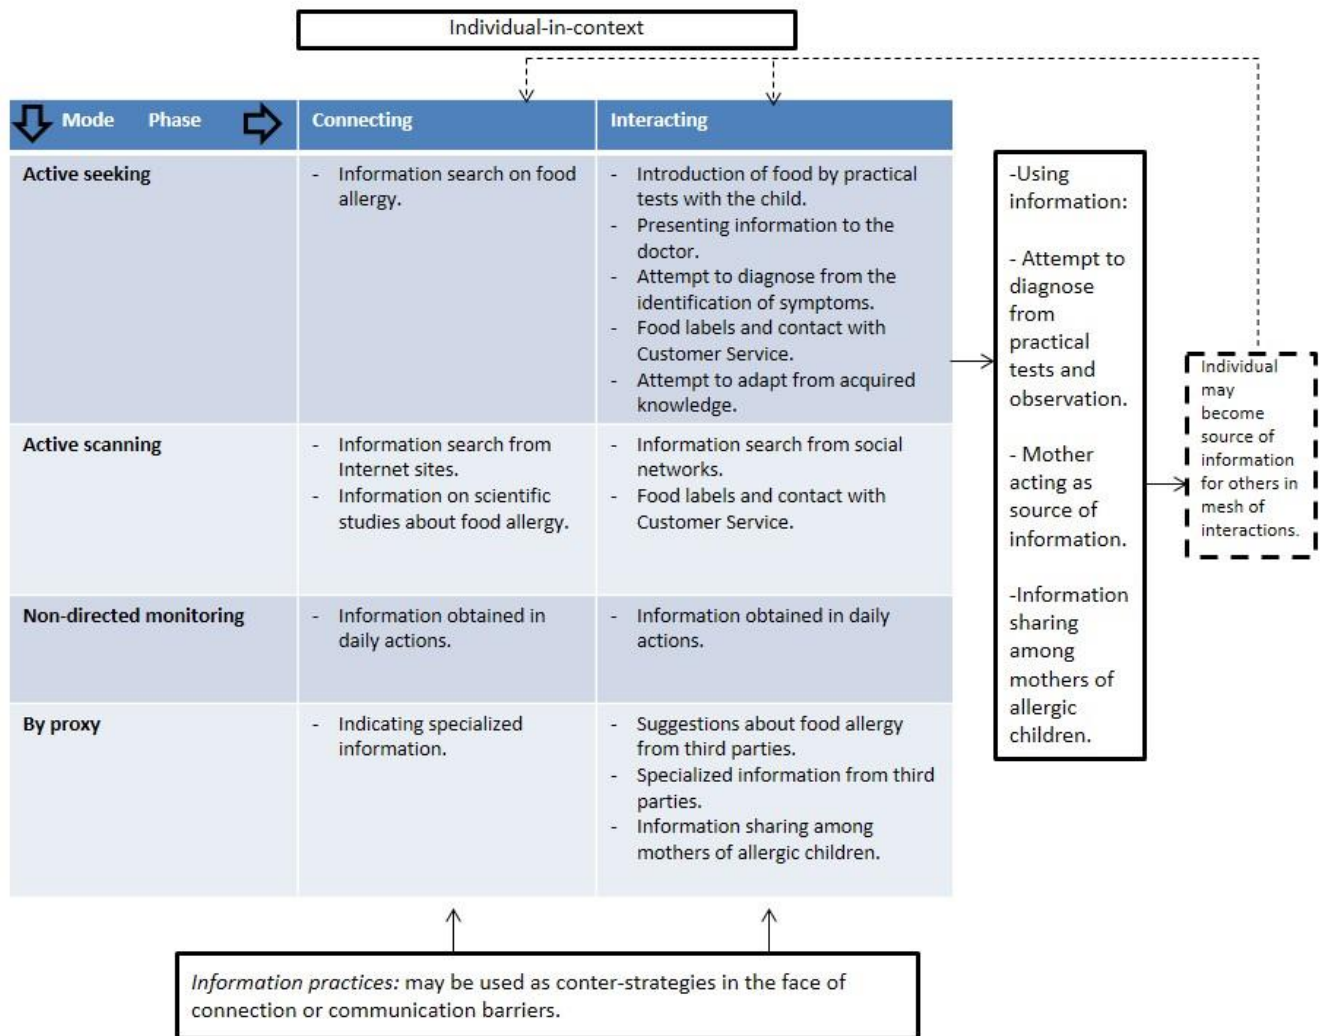 Individual-in-context
Mode Phase
Connecting
Interacting
Active seeking
- Information search on food
allergy.
- Introduction of food by practical
tests with the child.
- Presenting information to the
doctor.
- Attempt to diagnose from the
identification of symptoms.
- Food labels and contact with
Customer Service.
- Attempt to adapt from acquired
knowledge.
Active scanning
- Information search from
Internet sites.
- Information on scientific
studies about food allergy.
- Information search from social
networks.
- Food labels and contact with
Customer Service.
Non-directed monitoring
- Information obtained in
daily actions.
- Information obtained in daily
actions.
By proxy
- Indicating specialized
information.
- Suggestions about food allergy
from third parties.
- Specialized information from third
parties.
- Information sharing among
mothers of allergic children.
-Using
information:
- Attempt to
diagnose
from
practical
tests and
observation.
- Mother
acting as
source of
information.
-Information
sharing
among
mothers of
allergic
children.
Individual
may
become
source of
information
for others in
mesh of
interactions.
Information practices: may be used as conter-strategies in the face of
connection or communication barriers.